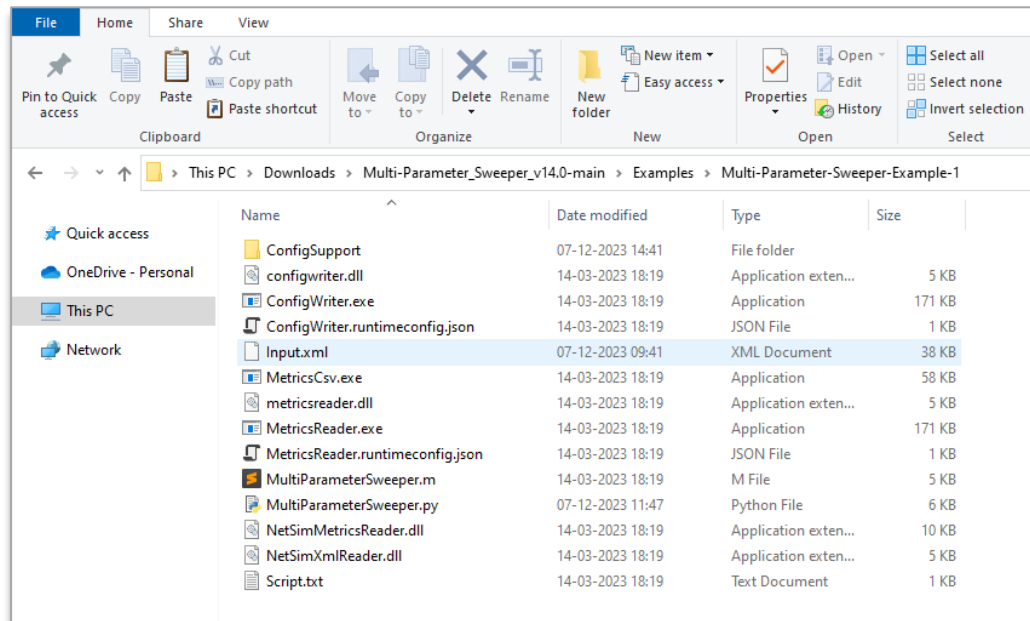 File Home Share View
Pin to Quick access Copy Paste Cut Copy path Paste shortcut Move to Copy to Delete Rename New folder New item Easy access Properties Open Edit History Select all Select none Invert selection
Clipboard Organize New Open Select
This PC > Downloads > Multi-Parameter_Sweeper_v14.0-main > Examples > Multi-Parameter-Sweeper-Example-1
Quick access
OneDrive - Personal
This PC
Network
Name Date modified Type Size
ConfigSupport 07-12-2023 14:41 File folder
configwriter.dll 14-03-2023 18:19 Application exten... 5 KB
ConfigWriter.exe 14-03-2023 18:19 Application 171 KB
ConfigWriter.runtimeconfig.json 14-03-2023 18:19 JSON File 1 KB
Input.xml 07-12-2023 09:41 XML Document 38 KB
MetricsCsv.exe 14-03-2023 18:19 Application 58 KB
metricsreader.dll 14-03-2023 18:19 Application exten... 5 KB
MetricsReader.exe 14-03-2023 18:19 Application 171 KB
MetricsReader.runtimeconfig.json 14-03-2023 18:19 JSON File 1 KB
MultiParameterSweeper.m 14-03-2023 18:19 M File 5 KB
MultiParameterSweeper.py 07-12-2023 11:47 Python File 6 KB
NetSimMetricsReader.dll 14-03-2023 18:19 Application exten... 10 KB
NetSimXmlReader.dll 14-03-2023 18:19 Application exten... 5 KB
Script.txt 14-03-2023 18:19 Text Document 1 KB